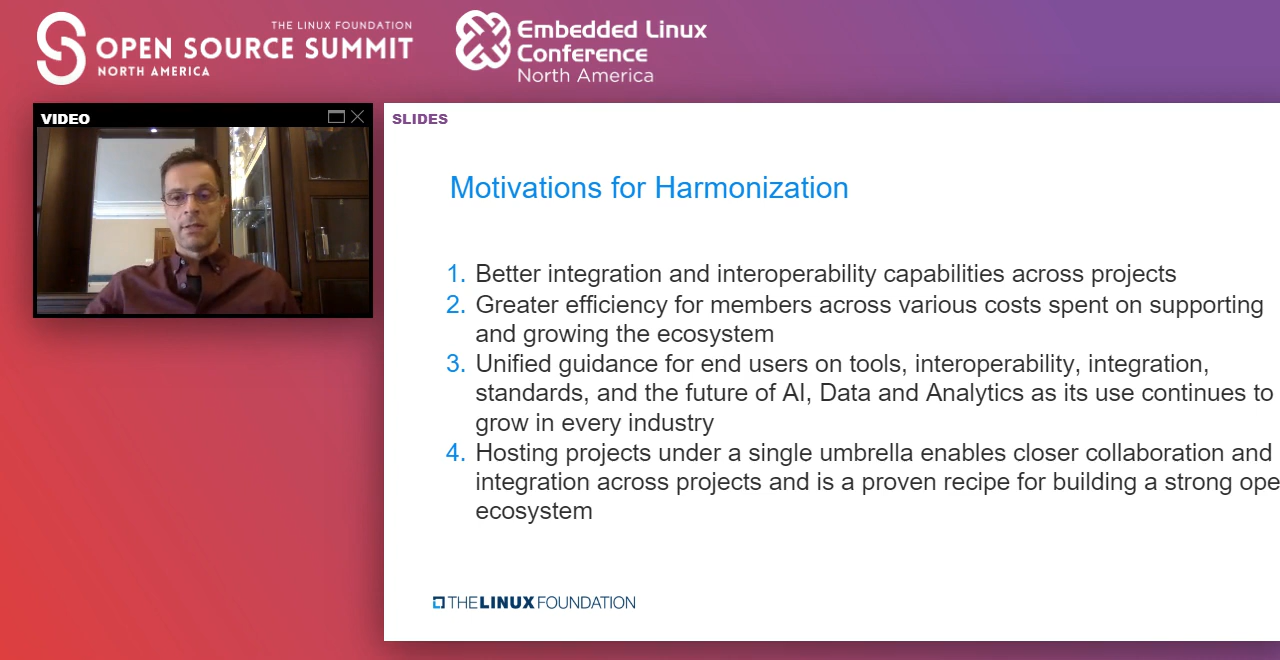 THE LINUX FOUNDATION
OPEN SOURCE SUMMIT
NORTH AMERICA
Embedded Linux
Conference
North America
VIDEO
SLIDES
Motivations for Harmonization
1. Better integration and interoperability capabilities across projects
2. Greater efficiency for members across various costs spent on supporting
and growing the ecosystem
3. Unified guidance for end users on tools, interoperability, integration,
standards, and the future of AI, Data and Analytics as its use continues to
grow in every industry
4. Hosting projects under a single umbrella enables closer collaboration and
integration across projects and is a proven recipe for building a strong ope
ecosystem
THE LINUX FOUNDATION